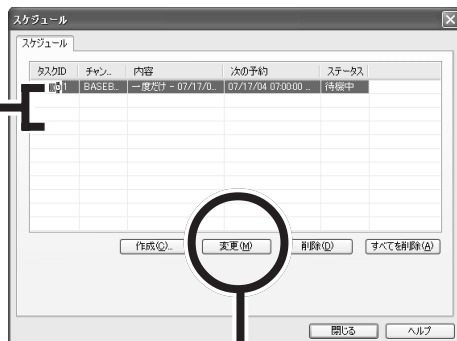 スケジュール
スケジュール
タスクID チャン... 内容 次の予約 ステータス
1 BASEB... 一度だけ - 07/17/0... 07/17/04 07:00:00 ... 待機中
作成(C)... 変更(M) 削除(D) すべてを削除(A)
閉じる ヘルプ